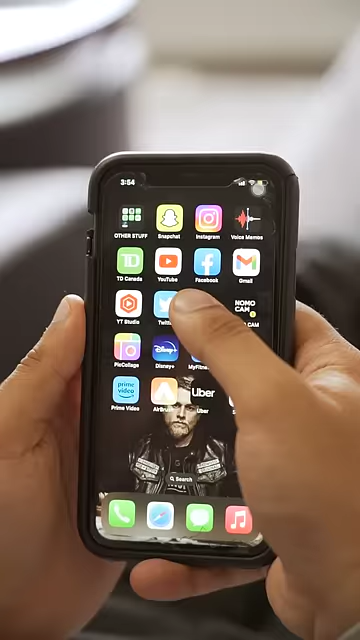 3:54
OTHER STUFF Snapchat Instagram Voice Memos
TD
TD Canada YouTube Facebook Gmail
NOMO
CAM
YT Studio
Disney+
PicCollage Disney+
prime
video
Uber
Prime Video Uber
Search